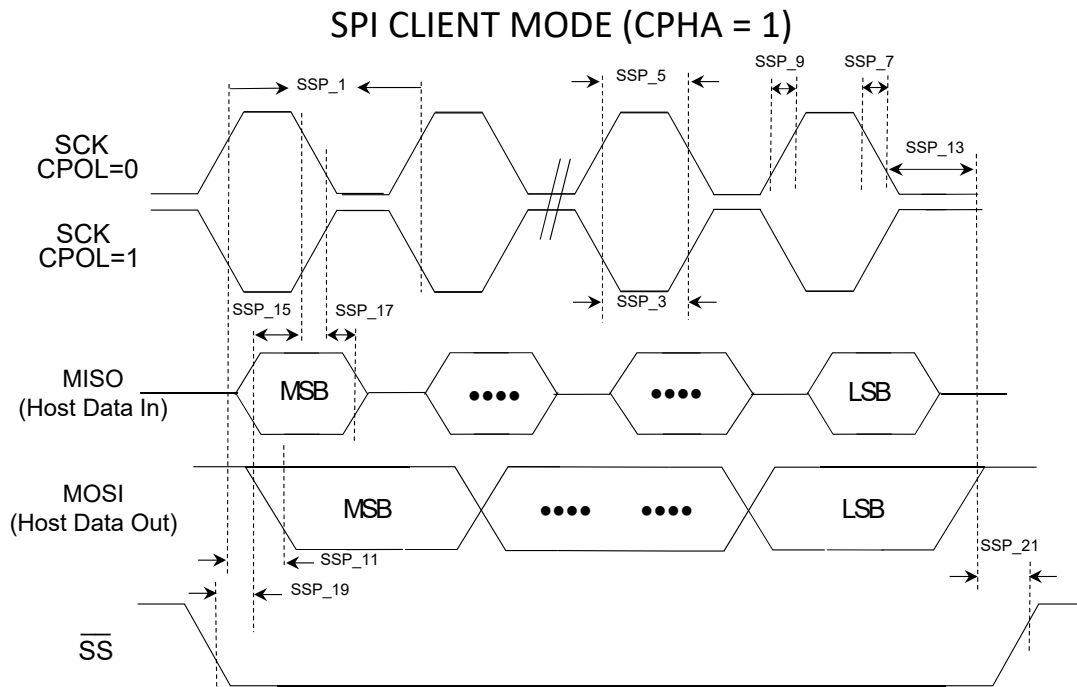 SPI CLIENT MODE (CPHA = 1)
SSP_1
SSP_5
SSP_9
SSP_7
SCK
CPOL=0
SSP_13
SCK
CPOL=1
SSP_15
SSP_17
SSP_3
MISO
(Host Data In)
MSB
LSB
MOSI
(Host Data Out)
MSB
LSB
SSP_11
SSP_21
SSP_19
SS